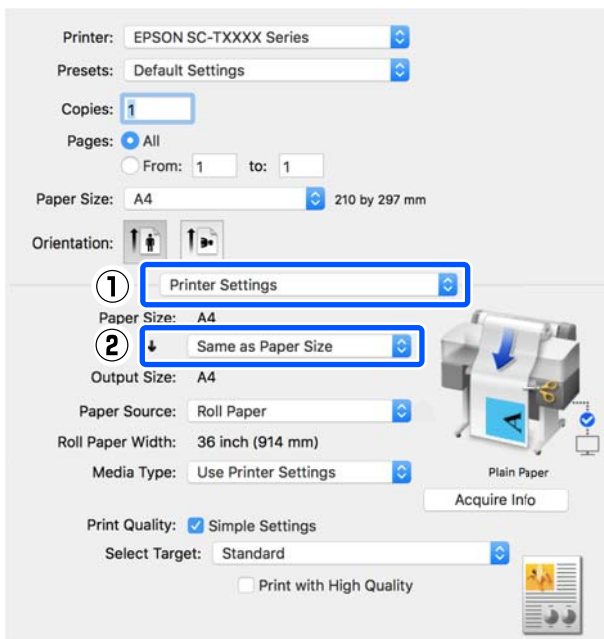 Printer: EPSON SC-TXXXX Series
Presets: Default Settings
Copies: 1
Pages: All
From: 1 to: 1
Paper Size: A4 210 by 297 mm
Orientation:
① Printer Settings
Paper Size: A4
② Same as Paper Size
Output Size: A4
Paper Source: Roll Paper
Roll Paper Width: 36 inch (914 mm)
Media Type: Use Printer Settings
Plain Paper
Acquire Info
Print Quality: Simple Settings
Select Target: Standard
Print with High Quality